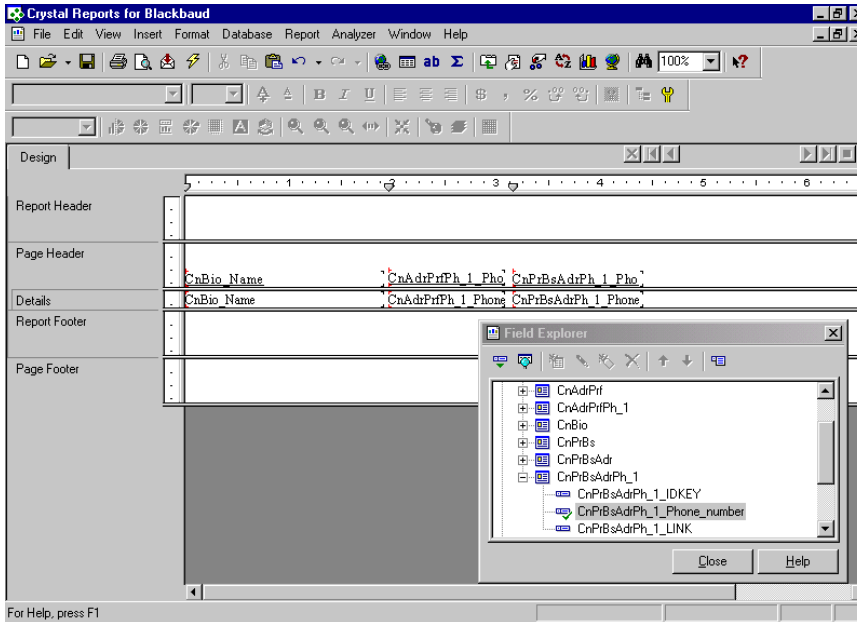 Crystal Reports for Blackbaud
File Edit View Insert Format Database Report Analyzer Window Help
ab Σ 100%
B I U $ , %
Design
1 2 3 4 5 6
Report Header
Page Header
CnBio_Name CnAdrPrfPh_1_Pho CnPrBsAdrPh_1_Pho
Details CnBio_Name CnAdrPrfPh_1_Phone CnPrBsAdrPh_1_Phone
Report Footer
Page Footer
Field Explorer
CnAdrPrf
CnAdrPrfPh_1
CnBio
CnPrBs
CnPrBsAdr
CnPrBsAdrPh_1
CnPrBsAdrPh_1_IDKEY
CnPrBsAdrPh_1_Phone_number
CnPrBsAdrPh_1_LINK
Close Help
For Help, press F1